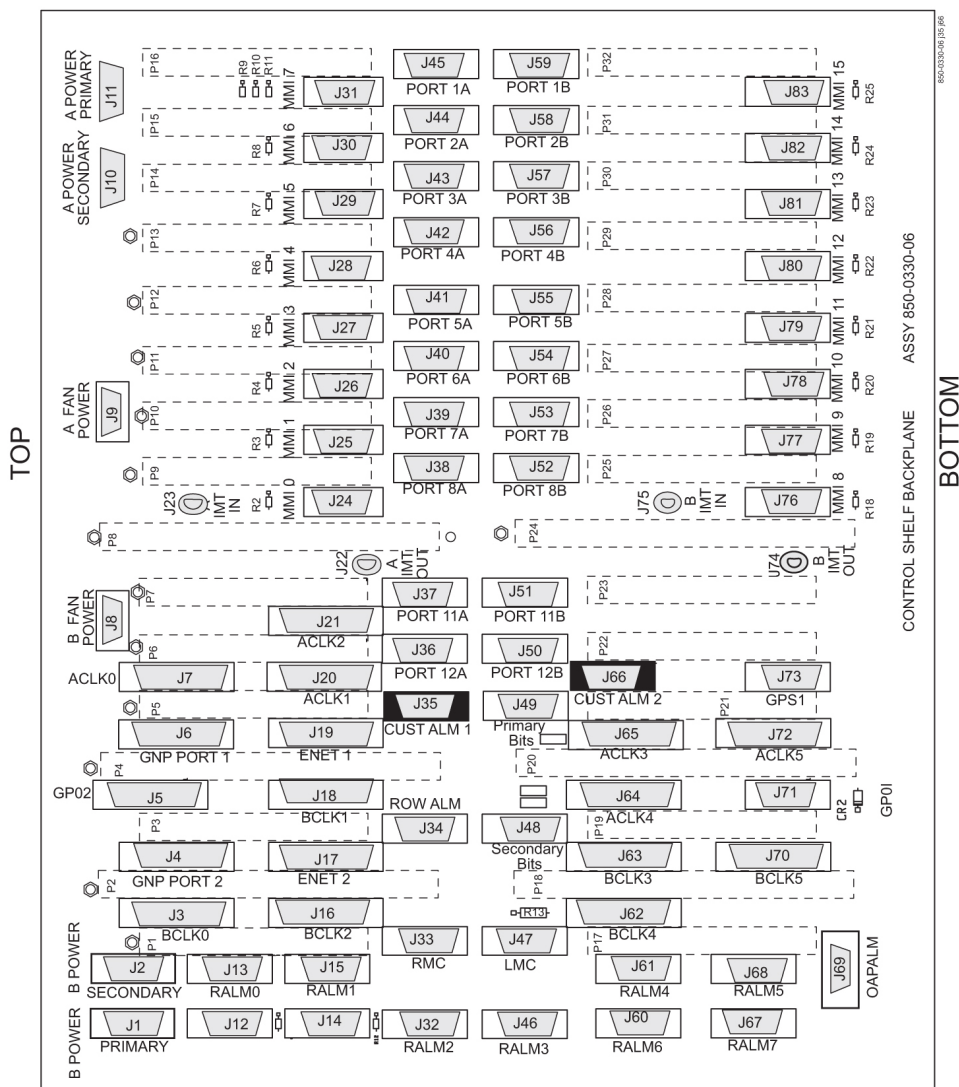 850-0330-06 |35 j66
TOP
BOTTOM
CONTROL SHELF BACKPLANE ASSY 850-0330-06
A POWER
PRIMARY
J11
P16
R9
R10
R11
MMI 7
J31
J45
PORT 1A
J59
PORT 1B
P32
J83
MMI 15
R25
A POWER
SECONDARY
J10
P15
R8
MMI 6
J30
J44
PORT 2A
J58
PORT 2B
P31
J82
MMI 14
R24
P14
R7
MMI 5
J29
J43
PORT 3A
J57
PORT 3B
P30
J81
MMI 13
R23
P13
R6
MMI 4
J28
J42
PORT 4A
J56
PORT 4B
P29
J80
MMI 12
R22
P12
R5
MMI 3
J27
J41
PORT 5A
J55
PORT 5B
P28
J79
MMI 11
R21
P11
R4
MMI 2
J26
J40
PORT 6A
J54
PORT 6B
P27
J78
MMI 10
R20
A FAN
POWER
J9
P10
R3
MMI 1
J25
J39
PORT 7A
J53
PORT 7B
P26
J77
MMI 9
R19
P9
J23
IMT
IN
R2
MMI 0
J24
J38
PORT 8A
J52
PORT 8B
P25
J75
B
IMT
IN
J76
MMI 8
R18
P8
P24
J22
A
IMT
OUT
J74
B
IMT
OUT
B FAN
POWER
J8
P7
J21
ACLK2
J37
PORT 11A
J51
PORT 11B
P23
P6
ACLK0
J7
J20
ACLK1
J36
PORT 12A
J50
PORT 12B
P22
J66
CUST ALM 2
J73
GPS1
P5
J6
GNP PORT 1
J19
ENET 1
J35
CUST ALM 1
J49
Primary
Bits
J65
ACLK3
P21
J72
ACLK5
P4
P20
GP02
J5
J18
BCLK1
J64
ACLK4
J71
CR2
GP0I
P3
ROW ALM
J34
J48
Secondary
Bits
P19
J4
GNP PORT 2
J17
ENET 2
J63
BCLK3
J70
BCLK5
P2
P18
J3
BCLK0
J16
BCLK2
R13
J62
BCLK4
P1
J33
RMC
J47
LMC
P17
B POWER
J2
SECONDARY
J13
RALM0
J15
RALM1
J61
RALM4
J68
RALM5
J69
OAPALM
B POWER
J1
PRIMARY
J12
J14
J32
RALM2
J46
RALM3
J60
RALM6
J67
RALM7